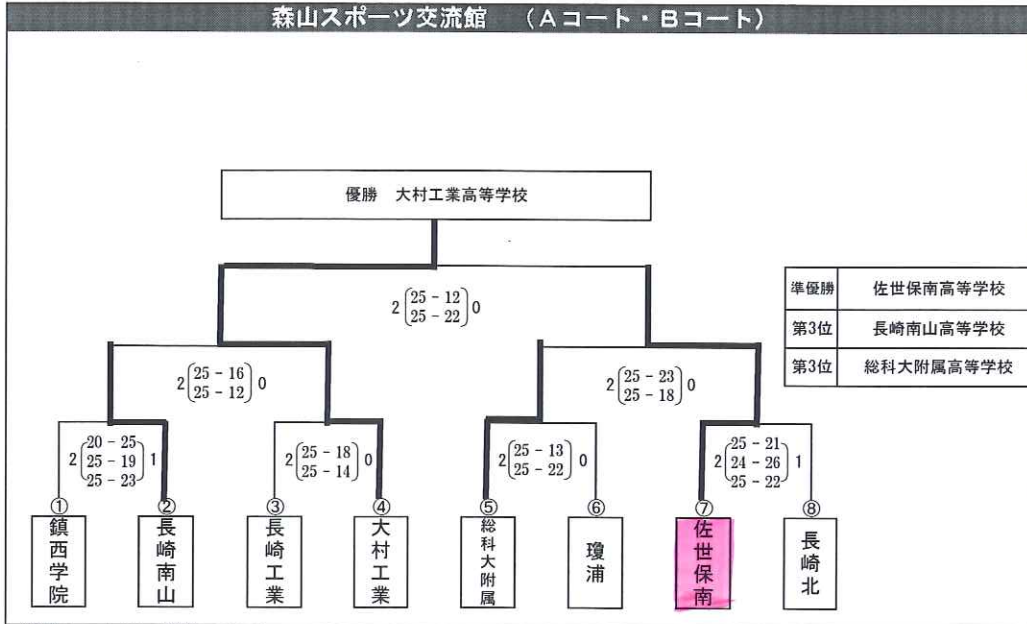 森山スポーツ交流館 （Aコート・Bコート）
優勝 大村工業高等学校
準優勝 佐世保南高等学校
第3位 長崎南山高等学校
第3位 総科大附属高等学校
2 25 - 12 0
25 - 22
2 25 - 16 0
25 - 12
2 25 - 23 0
25 - 18
20 - 25
2 25 - 19 1
25 - 23
2 25 - 18 0
25 - 14
2 25 - 13 0
25 - 22
25 - 21
2 24 - 26 1
25 - 22
① 鎮西学院
② 長崎南山
③ 長崎工業
④ 大村工業
⑤ 総科大附属
⑥ 瓊浦
⑦ 佐世保南
⑧ 長崎北